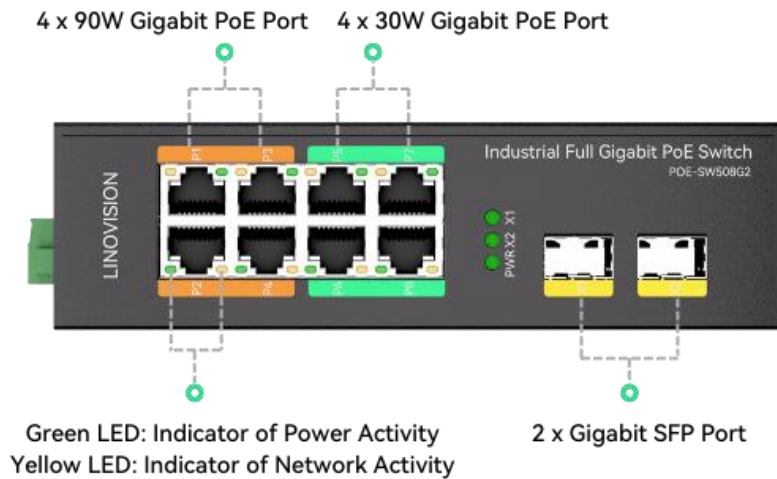 4 x 90W Gigabit PoE Port
4 x 30W Gigabit PoE Port
P1
P3
P5
P7
Industrial Full Gigabit PoE Switch
POE-SW508G2
LINOVISION
X1
X2
PWR
P2
P4
P6
P8
Green LED: Indicator of Power Activity
Yellow LED: Indicator of Network Activity
2 x Gigabit SFP Port